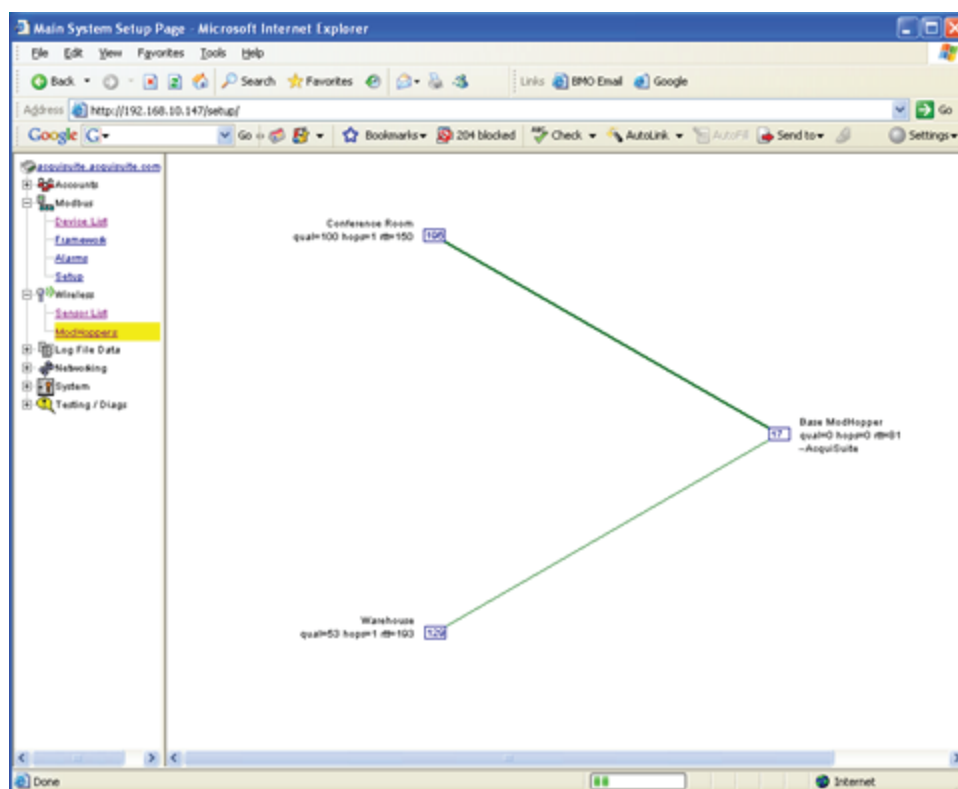 Main System Setup Page - Microsoft Internet Explorer
File Edit View Favorites Tools Help
Back Search Favorites Links BMO Email Google
Address http://192.168.10.147/setup/ Go
Google G Go Bookmarks 204 blocked Check AutoLink AutoFill Send to Settings
acquisuite.acquisuite.com
Accounts
Modbus
Device List
Framework
Alarms
Setup
Wireless
Sensor List
ModHoppers
Log File Data
Networking
System
Testing / Diags
Conference Room
qual=100 hops=1 rtt=150
Base ModHopper
17 qual=0 hops=0 rtt=81
--AcquiSuite
Warehouse
qual=53 hops=1 rtt=193 129
Done Internet